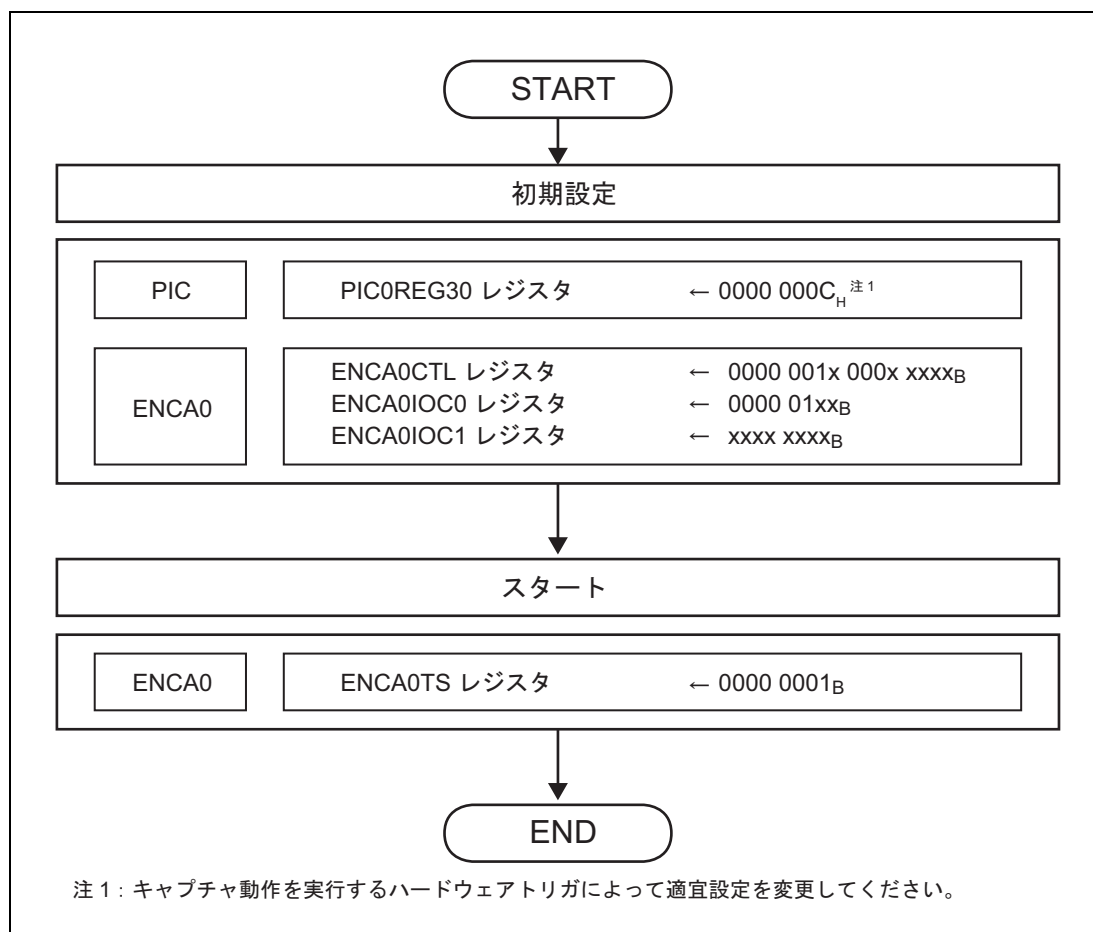 START
初期設定
PIC PIC0REG30 レジスタ ← 0000 000CH 注1
ENCA0CTL レジスタ ← 0000 001x 000x xxxxB
ENCA0 ENCA0IOC0 レジスタ ← 0000 01xxB
ENCA0IOC1 レジスタ ← xxxx xxxxB
スタート
ENCA0 ENCA0TS レジスタ ← 0000 0001B
END
注 1 : キャプチャ動作を実行するハードウェアトリガによって適宜設定を変更してください。